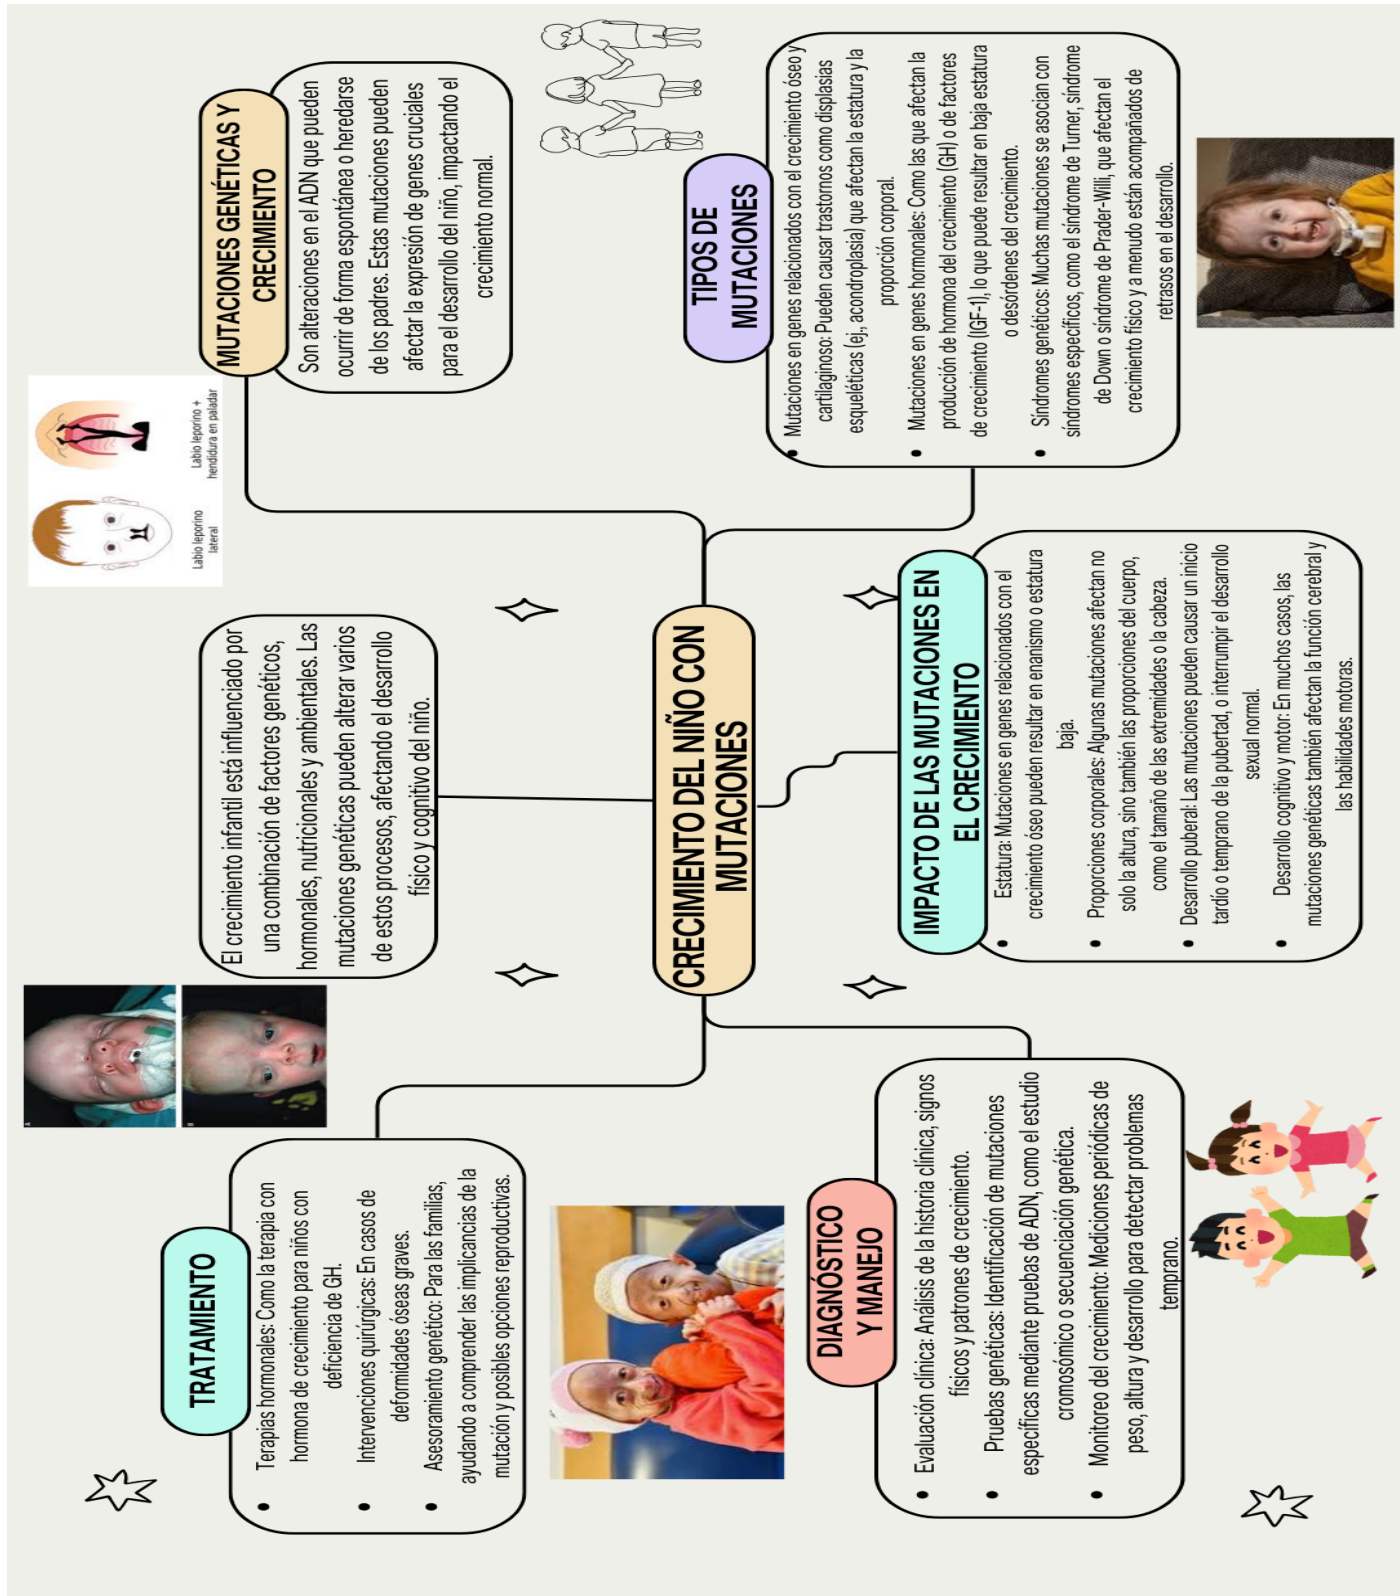 TRATAMIENTO
Terapias hormonales: Como la terapia con
hormona de crecimiento para niños con
deficiencia de GH.
Intervenciones quirúrgicas: En casos de
deformidades óseas graves.
Asesoramiento genético: Para las familias,
ayudando a comprender las implicancias de la
mutación y posibles opciones reproductivas.
A
B
El crecimiento infantil está influenciado por
una combinación de factores genéticos,
hormonales, nutricionales y ambientales. Las
mutaciones genéticas pueden alterar varios
de estos procesos, afectando el desarrollo
físico y cognitivo del niño.
Labio leporino
lateral
Labio leporino +
hendidura en paladar
MUTACIONES GENÉTICAS Y
CRECIMIENTO
Son alteraciones en el ADN que pueden
ocurrir de forma espontánea o heredarse
de los padres. Estas mutaciones pueden
afectar la expresión de genes cruciales
para el desarrollo del niño, impactando el
crecimiento normal.
CRECIMIENTO DEL NIÑO CON
MUTACIONES
DIAGNÓSTICO
Y MANEJO
Evaluación clínica: Análisis de la historia clínica, signos
físicos y patrones de crecimiento.
Pruebas genéticas: Identificación de mutaciones
específicas mediante pruebas de ADN, como el estudio
cromosómico o secuenciación genética.
Monitoreo del crecimiento: Mediciones periódicas de
peso, altura y desarrollo para detectar problemas
temprano.
IMPACTO DE LAS MUTACIONES EN
EL CRECIMIENTO
Estatura: Mutaciones en genes relacionados con el
crecimiento óseo pueden resultar en enanismo o estatura
baja.
Proporciones corporales: Algunas mutaciones afectan no
solo la altura, sino también las proporciones del cuerpo,
como el tamaño de las extremidades o la cabeza.
Desarrollo puberal: Las mutaciones pueden causar un inicio
tardío o temprano de la pubertad, o interrumpir el desarrollo
sexual normal.
Desarrollo cognitivo y motor: En muchos casos, las
mutaciones genéticas también afectan la función cerebral y
las habilidades motoras.
TIPOS DE
MUTACIONES
Mutaciones en genes relacionados con el crecimiento óseo y
cartilaginoso: Pueden causar trastornos como displasias
esqueléticas (ej., acondroplasia) que afectan la estatura y la
proporción corporal.
Mutaciones en genes hormonales: Como las que afectan la
producción de hormona del crecimiento (GH) o de factores
de crecimiento (IGF-1), lo que puede resultar en baja estatura
o desórdenes del crecimiento.
Síndromes genéticos: Muchas mutaciones se asocian con
síndromes específicos, como el síndrome de Turner, síndrome
de Down o síndrome de Prader-Willi, que afectan el
crecimiento físico y a menudo están acompañados de
retrasos en el desarrollo.